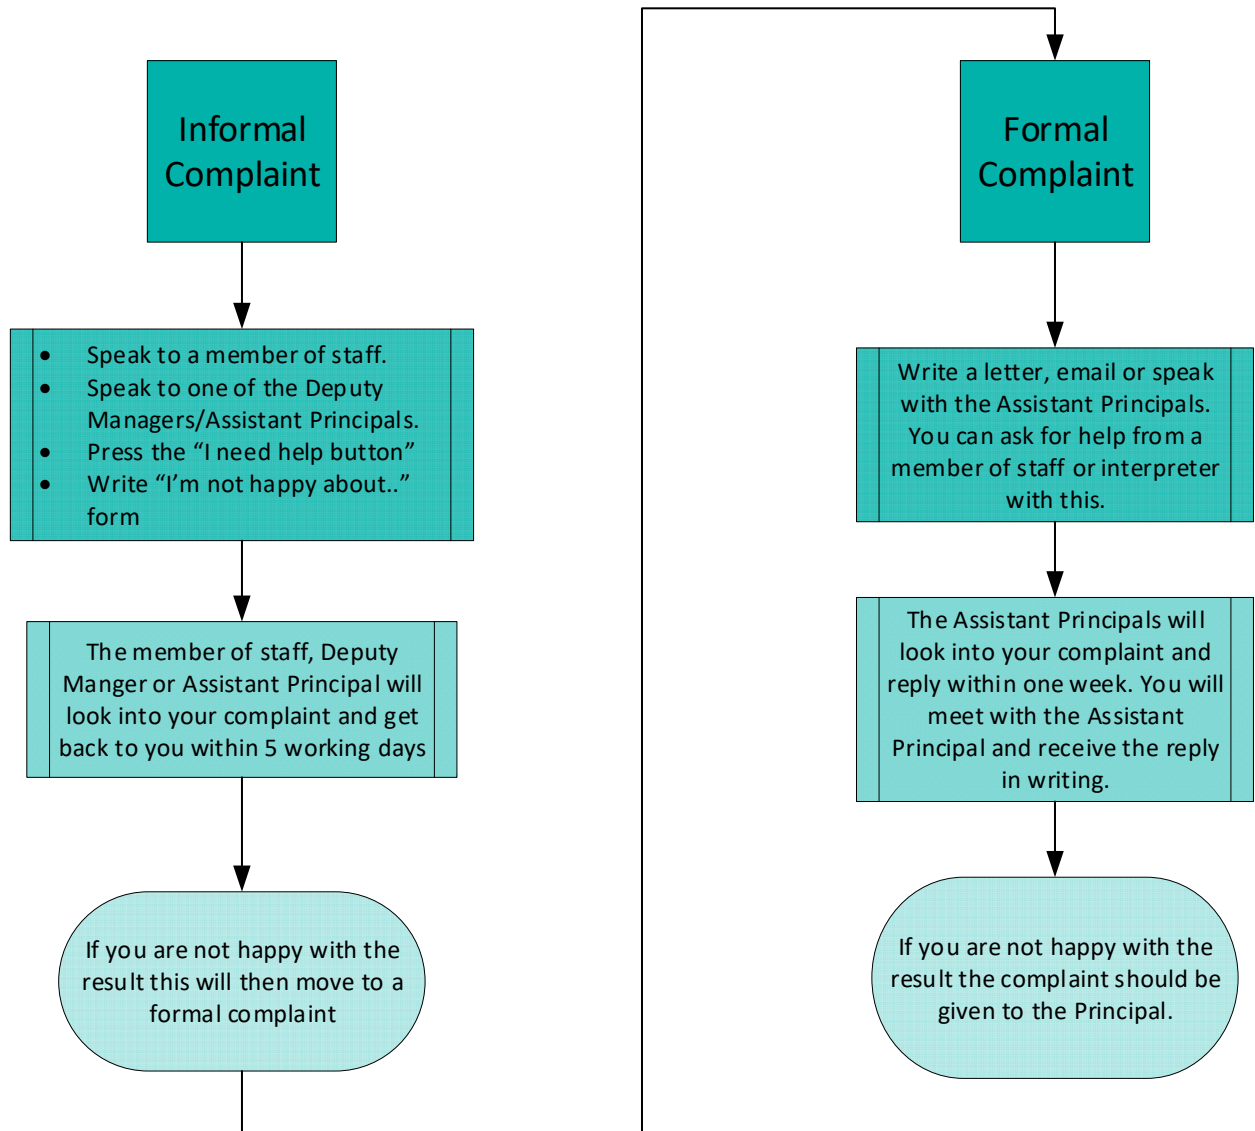 Informal
Complaint
• Speak to a member of staff.
• Speak to one of the Deputy
Managers/Assistant Principals.
• Press the “I need help button”
• Write “I’m not happy about..”
form
The member of staff, Deputy
Manger or Assistant Principal will
look into your complaint and get
back to you within 5 working days
If you are not happy with the
result this will then move to a
formal complaint
Formal
Complaint
Write a letter, email or speak
with the Assistant Principals.
You can ask for help from a
member of staff or interpreter
with this.
The Assistant Principals will
look into your complaint and
reply within one week. You will
meet with the Assistant
Principal and receive the reply
in writing.
If you are not happy with the
result the complaint should be
given to the Principal.